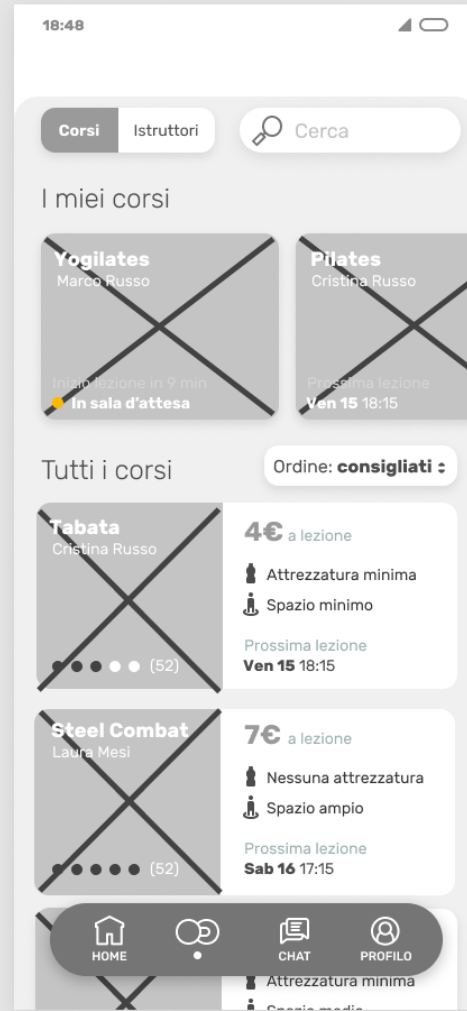 18:48
Corsi Istruttori Cerca
I miei corsi
Yogilates
Marco Russo
Inizio lezione in 9 min
In sala d'attesa
Pilates
Cristina Russo
Prossima lezione
Ven 15 18:15
Tutti i corsi
Ordine: consigliati
Tabata
Cristina Russo
(52)
4€ a lezione
Attrezzatura minima
Spazio minimo
Prossima lezione
Ven 15 18:15
Steel Combat
Laura Mesi
(52)
7€ a lezione
Nessuna attrezzatura
Spazio ampio
Prossima lezione
Sab 16 17:15
HOME CHAT PROFILO
Attrezzatura minima
Spazio medio